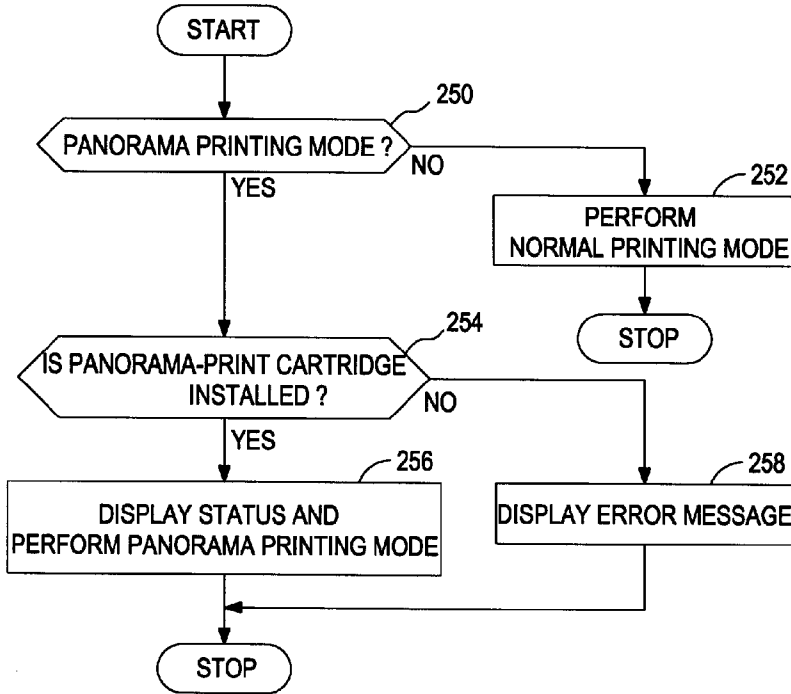 START
250
PANORAMA PRINTING MODE ?
NO
YES
252
PERFORM
NORMAL PRINTING MODE
STOP
254
IS PANORAMA-PRINT CARTRIDGE
INSTALLED ?
NO
YES
256
DISPLAY STATUS AND
PERFORM PANORAMA PRINTING MODE
258
DISPLAY ERROR MESSAGE
STOP